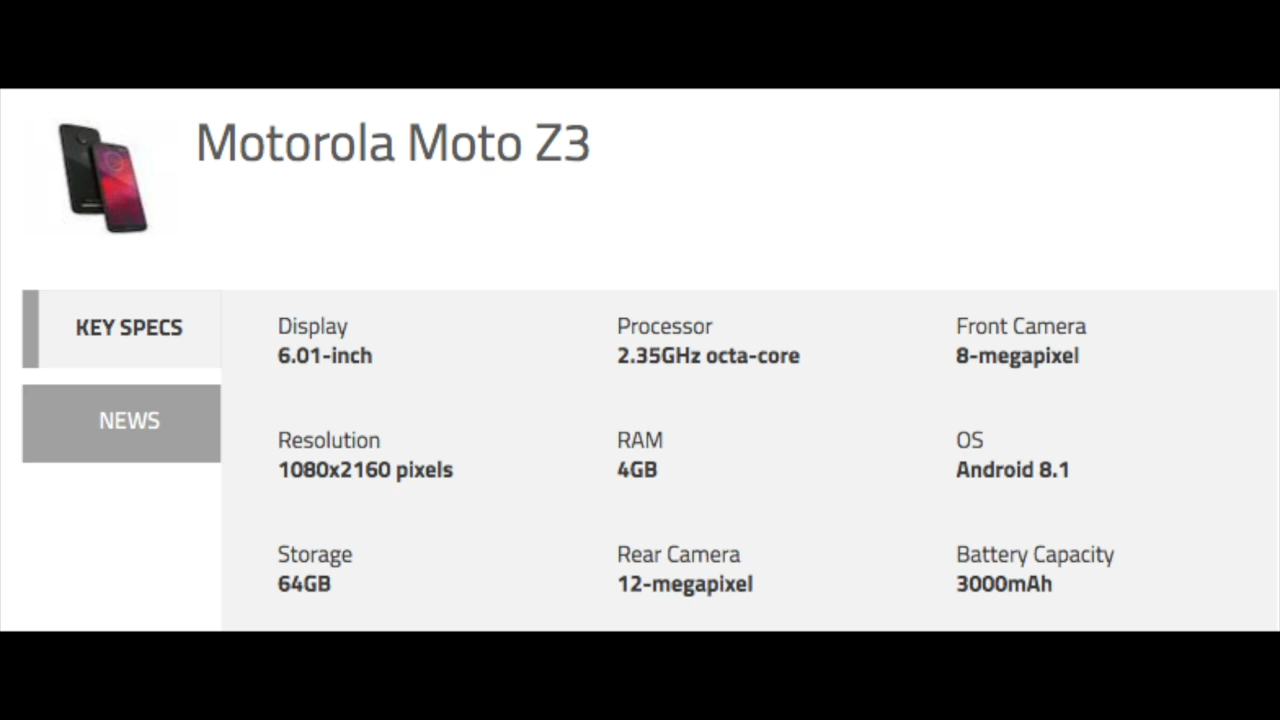 Motorola Moto Z3
KEY SPECS
NEWS
Display
6.01-inch
Processor
2.35GHz octa-core
Front Camera
8-megapixel
Resolution
1080x2160 pixels
RAM
4GB
OS
Android 8.1
Storage
64GB
Rear Camera
12-megapixel
Battery Capacity
3000mAh